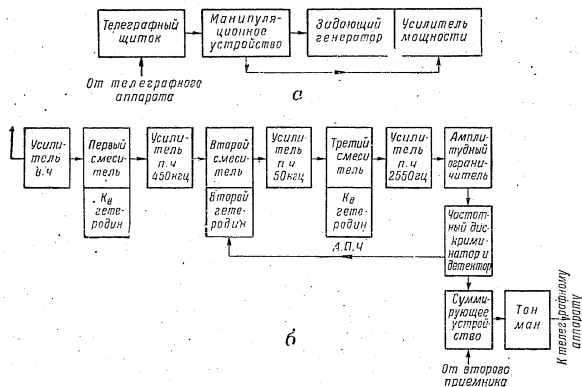 Телеграфный
щиток
Манипуля-
ционное
устройство
Задающий
генератор
Усилитель
мощности
От телеграфного
аппарата
а
Усили-
тель
в.ч
Первый
смеси-
тель
Кв
гете-
родин
Усили-
тель
п.ч
450кгц
Второй
смеси-
тель
Второй
гете-
родин
Усили-
тель
п.ч
50кгц
Третий
смеси-
тель
Кв
гете-
родин
Усили-
тель
п.ч
2550гц
Ампли-
тудный
ограни-
читель
А.П.Ч
Частот-
ный дис-
крими-
натор и
детектор
Сумми-
рующее
устрой-
ство
Тон
ман
К телеграфному
аппарату
От второго
приемника
б